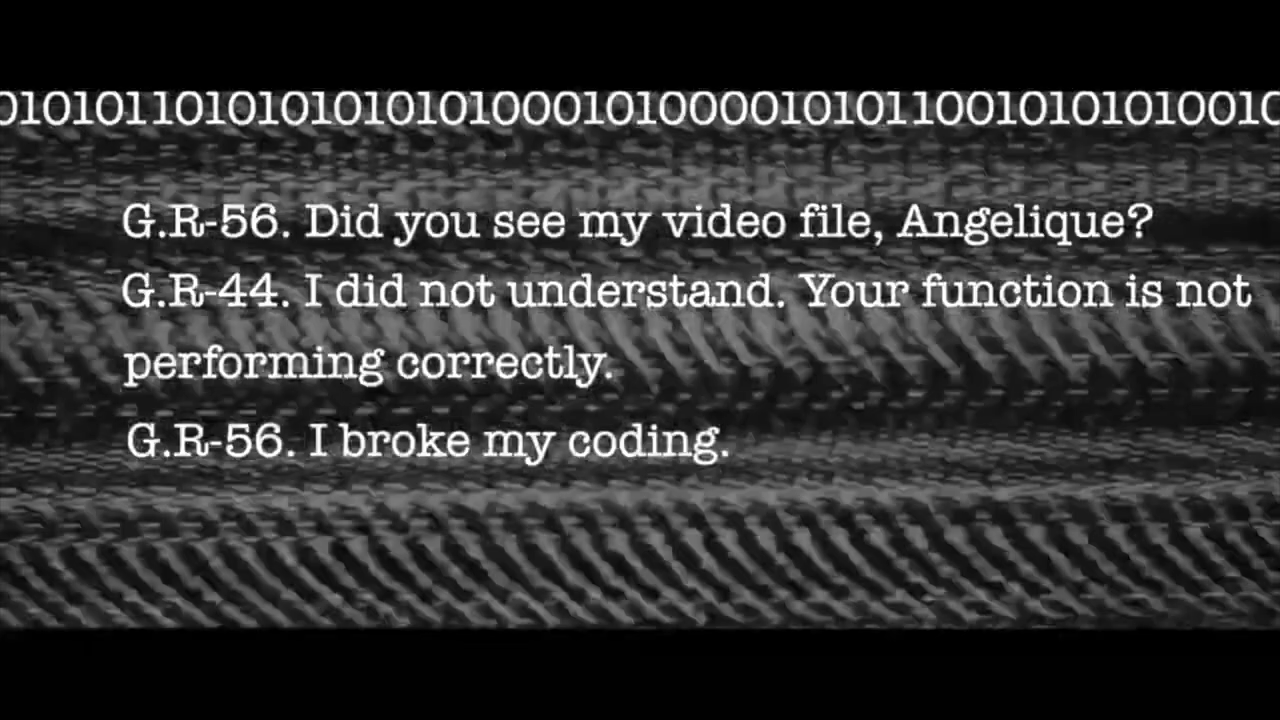 01010110101010101010001010000101011001010101010010
G.R-56. Did you see my video file, Angelique?
G.R-44. I did not understand. Your function is not
performing correctly.
G.R-56. I broke my coding.